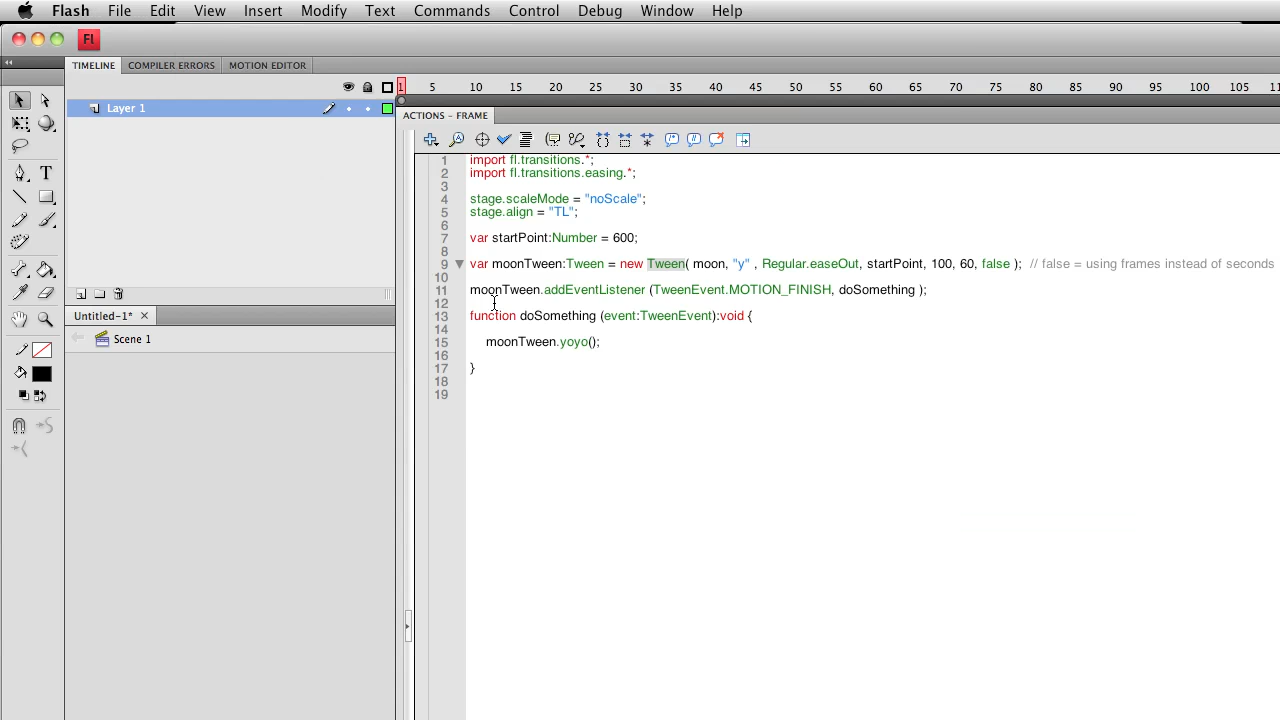 Flash File Edit View Insert Modify Text Commands Control Debug Window Help
Fl
TIMELINE COMPILER ERRORS MOTION EDITOR
1 5 10 15 20 25 30 35 40 45 50 55 60 65 70 75 80 85 90 95 100 105
Layer 1
ACTIONS - FRAME
1 import fl.transitions.*;
2 import fl.transitions.easing.*;
3
4 stage.scaleMode = "noScale";
5 stage.align = "TL";
6
7 var startPoint:Number = 600;
8
9 var moonTween:Tween = new Tween( moon, "y" , Regular.easeOut, startPoint, 100, 60, false ); // false = using frames instead of seconds
10
11 moonTween.addEventListener (TweenEvent.MOTION_FINISH, doSomething );
12
13 function doSomething (event:TweenEvent):void {
14
15 moonTween.yoyo();
16
17 }
18
19
Untitled-1*
Scene 1